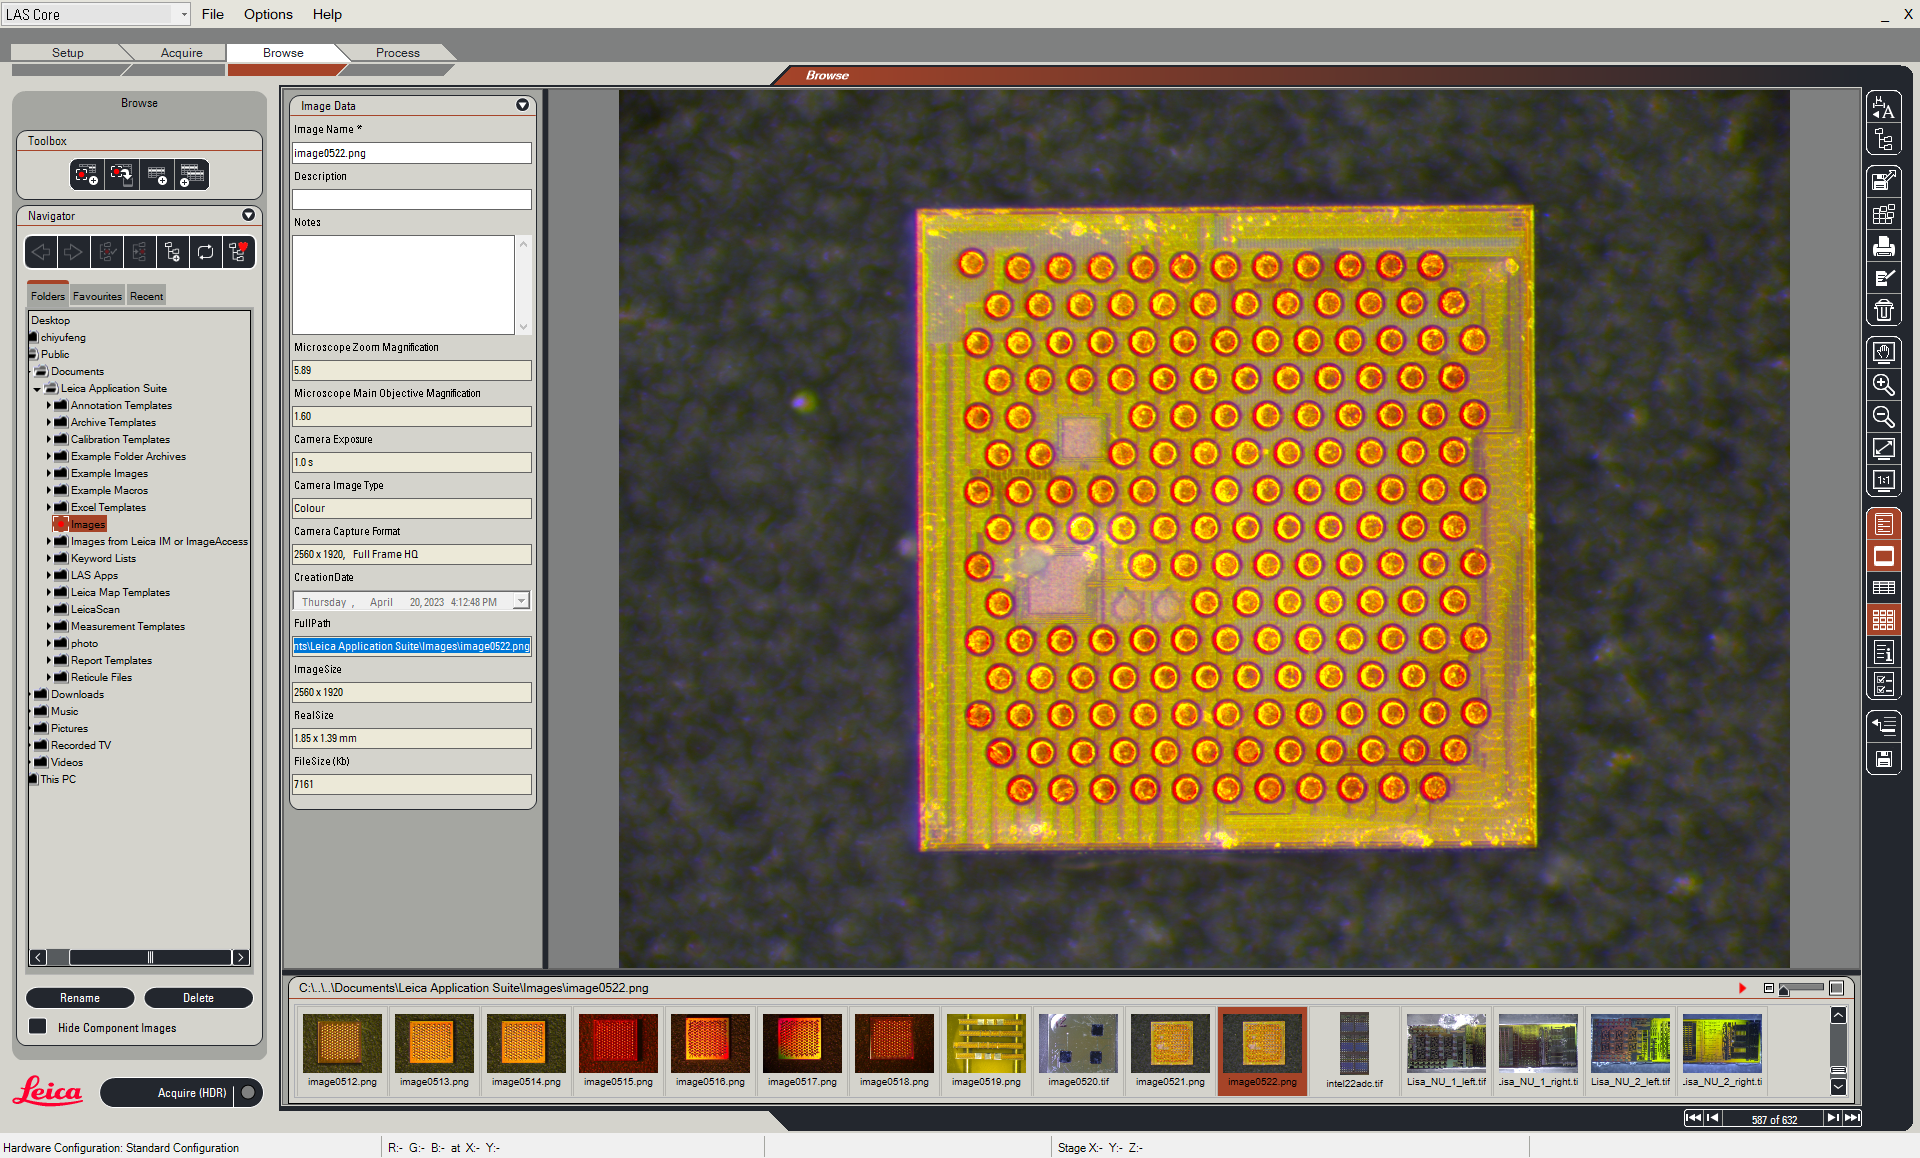 LAS Core
File Options Help
_ X
Setup Acquire Browse Process
Browse
Browse
Toolbox
Navigator
Folders Favourites Recent
Desktop
chiyufeng
Public
Documents
Leica Application Suite
Annotation Templates
Archive Templates
Calibration Templates
Example Folder Archives
Example Images
Example Macros
Excel Templates
Images
Images from Leica IM or ImageAccess
Keyword Lists
LAS Apps
Leica Map Templates
LeicaScan
Measurement Templates
photo
Report Templates
Reticule Files
Downloads
Music
Pictures
Recorded TV
Videos
This PC
Rename Delete
Hide Component Images
Leica
Acquire (HDR)
Image Data
Image Name *
image0522.png
Description
Notes
Microscope Zoom Magnification
5.89
Microscope Main Objective Magnification
1.60
Camera Exposure
1.0 s
Camera Image Type
Colour
Camera Capture Format
2560 x 1920, Full Frame HQ
CreationDate
Thursday , April 20, 2023 4:12:48 PM
FullPath
nts\Leica Application Suite\Images\image0522.png
ImageSize
2560 x 1920
RealSize
1.85 x 1.39 mm
FileSize (Kb)
7161
A
1:1
C:\..\..\Documents\Leica Application Suite\Images\image0522.png
image0512.png image0513.png image0514.png image0515.png image0516.png image0517.png image0518.png image0519.png image0520.tif image0521.png image0522.png intel22adc.tif Lisa_NU_1_left.tif .isa_NU_1_right.ti Lisa_NU_2_left.tif .isa_NU_2_right.ti
587 of 632
Hardware Configuration: Standard Configuration
R:- G:- B:- at X:- Y:-
Stage X:- Y:- Z:-